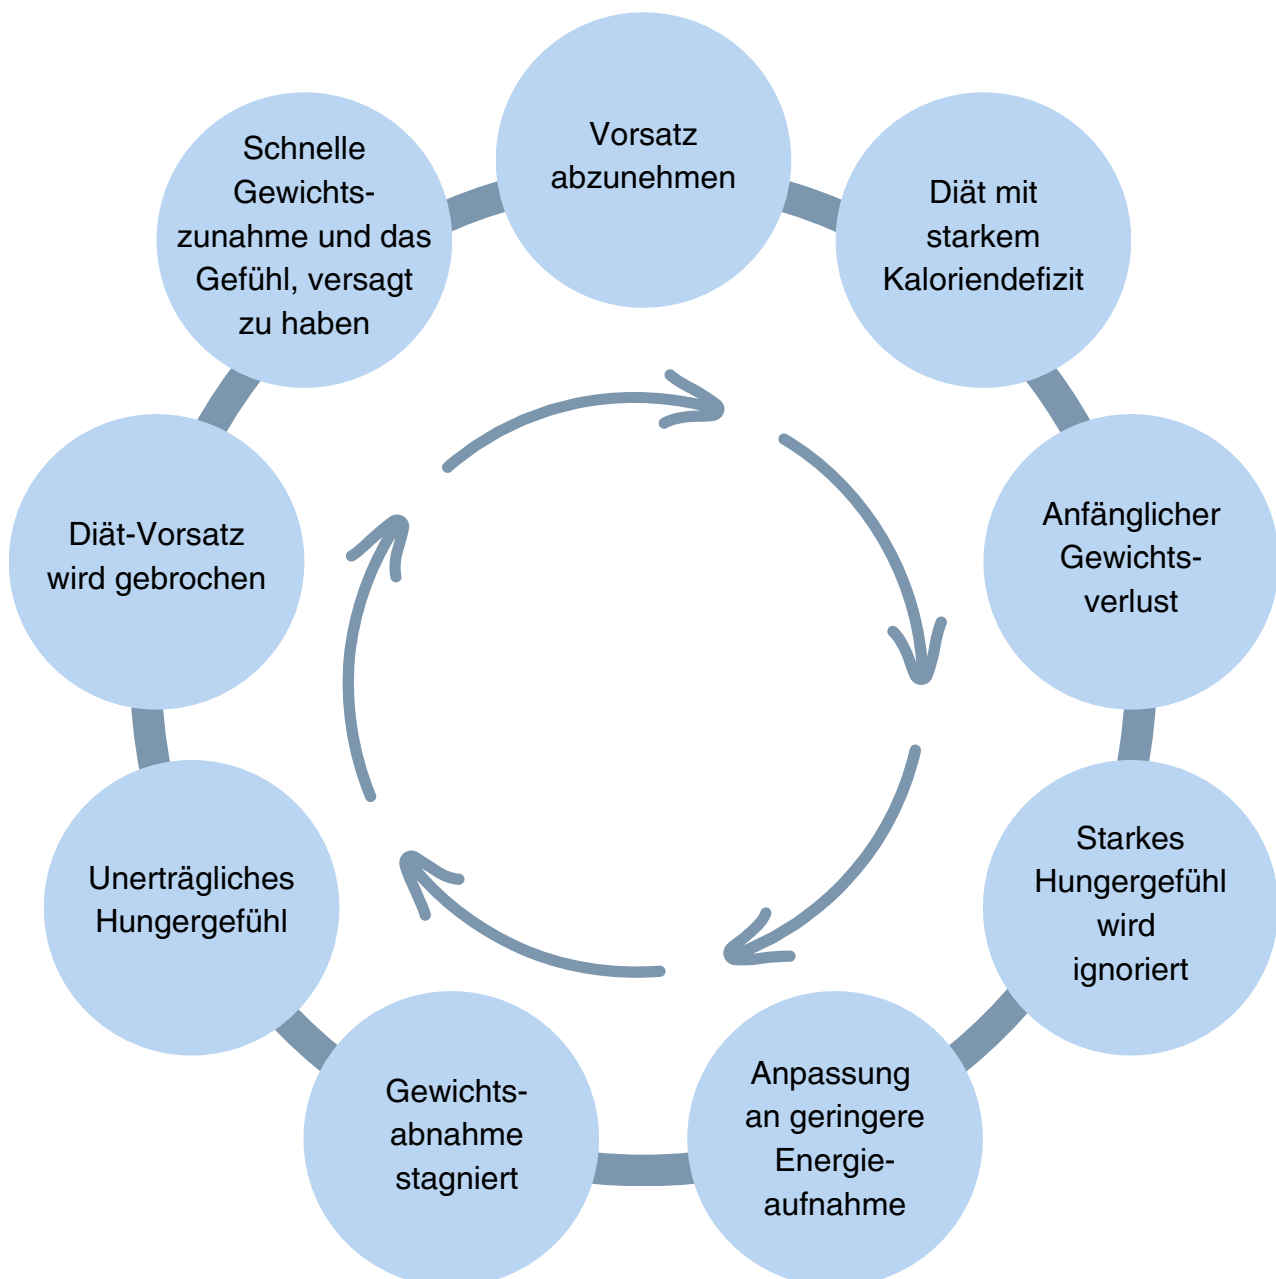 Vorsatz
abzunehmen
Diät mit
starkem
Kaloriendefizit
Anfänglicher
Gewichts-
verlust
Starkes
Hungergefühl
wird
ignoriert
Anpassung
an geringere
Energie-
aufnahme
Gewichts-
abnahme
stagniert
Unerträgliches
Hungergefühl
Diät-Vorsatz
wird gebrochen
Schnelle
Gewichts-
zunahme und das
Gefühl, versagt
zu haben